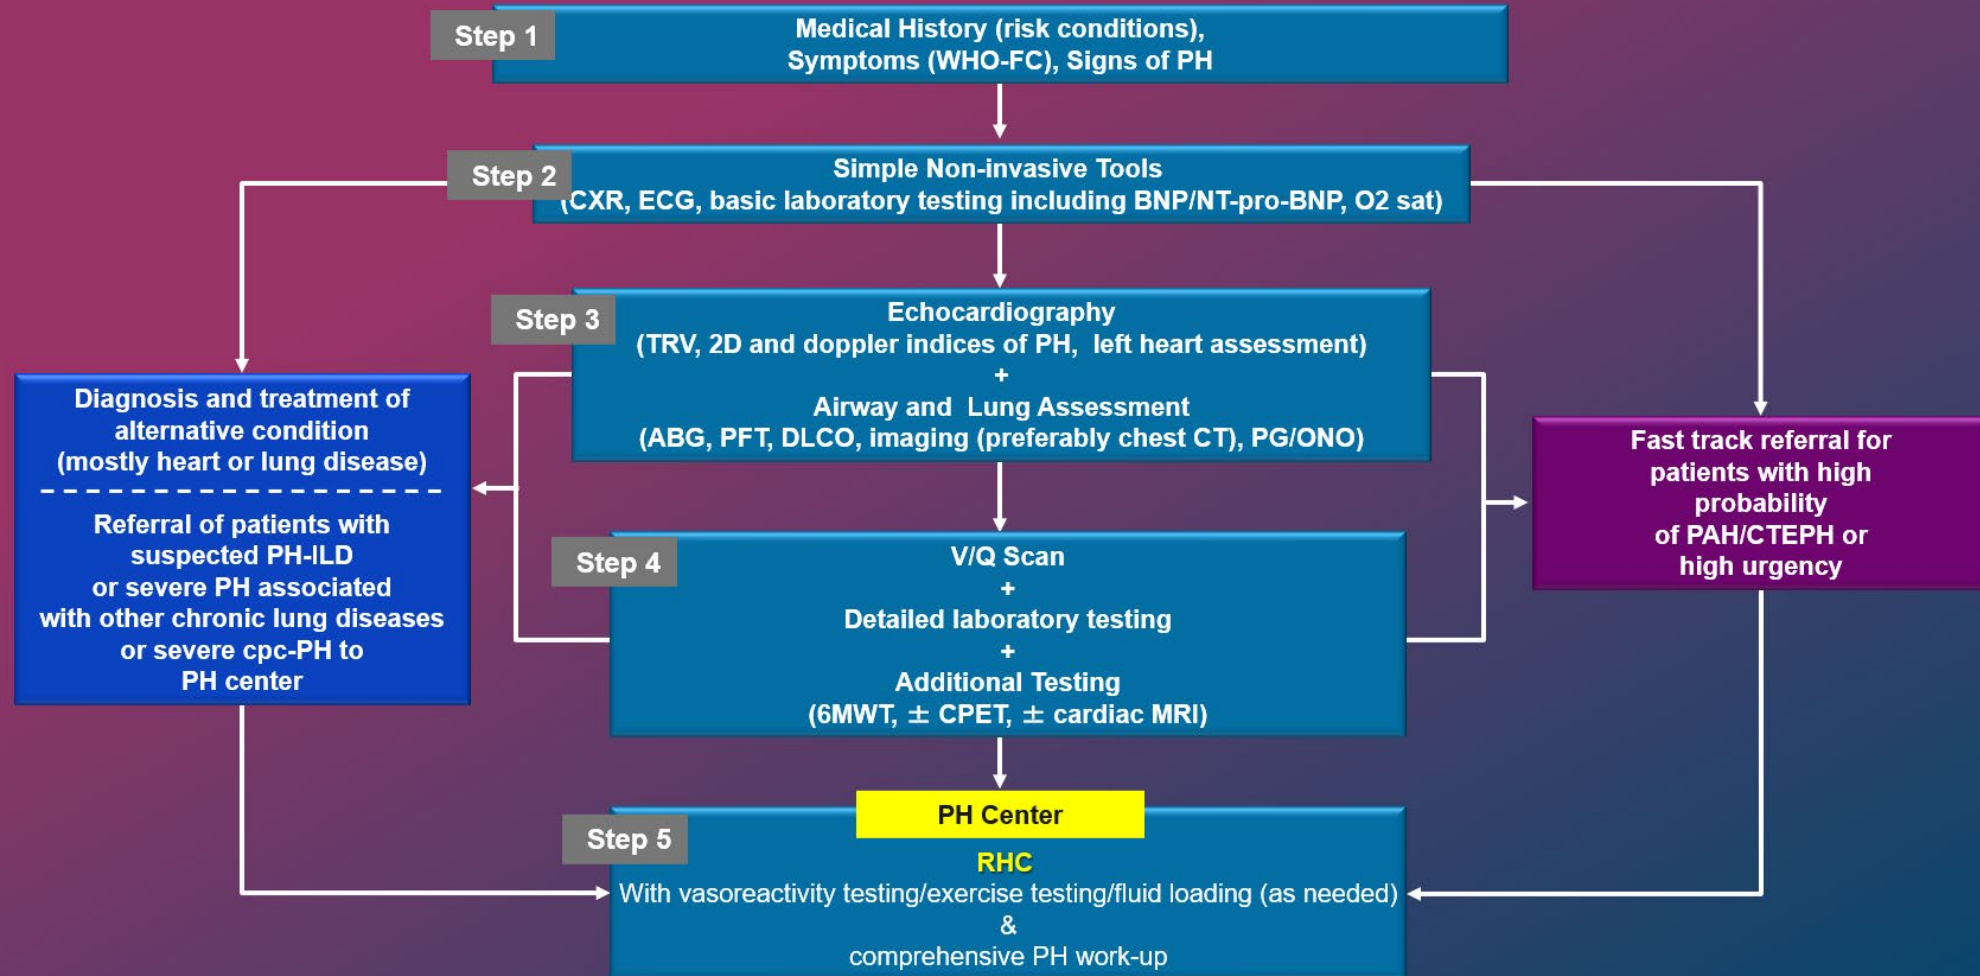 Step 1
Medical History (risk conditions),
Symptoms (WHO-FC), Signs of PH
Step 2
Simple Non-invasive Tools
(CXR, ECG, basic laboratory testing including BNP/NT-pro-BNP, O2 sat)
Step 3
Echocardiography
(TRV, 2D and doppler indices of PH, left heart assessment)
+
Airway and Lung Assessment
(ABG, PFT, DLCO, imaging (preferably chest CT), PG/ONO)
Diagnosis and treatment of
alternative condition
(mostly heart or lung disease)
Referral of patients with
suspected PH-ILD
or severe PH associated
with other chronic lung diseases
or severe cpc-PH to
PH center
Fast track referral for
patients with high
probability
of PAH/CTEPH or
high urgency
Step 4
V/Q Scan
+
Detailed laboratory testing
+
Additional Testing
(6MWT, ± CPET, ± cardiac MRI)
PH Center
Step 5
RHC
With vasoreactivity testing/exercise testing/fluid loading (as needed)
&
comprehensive PH work-up